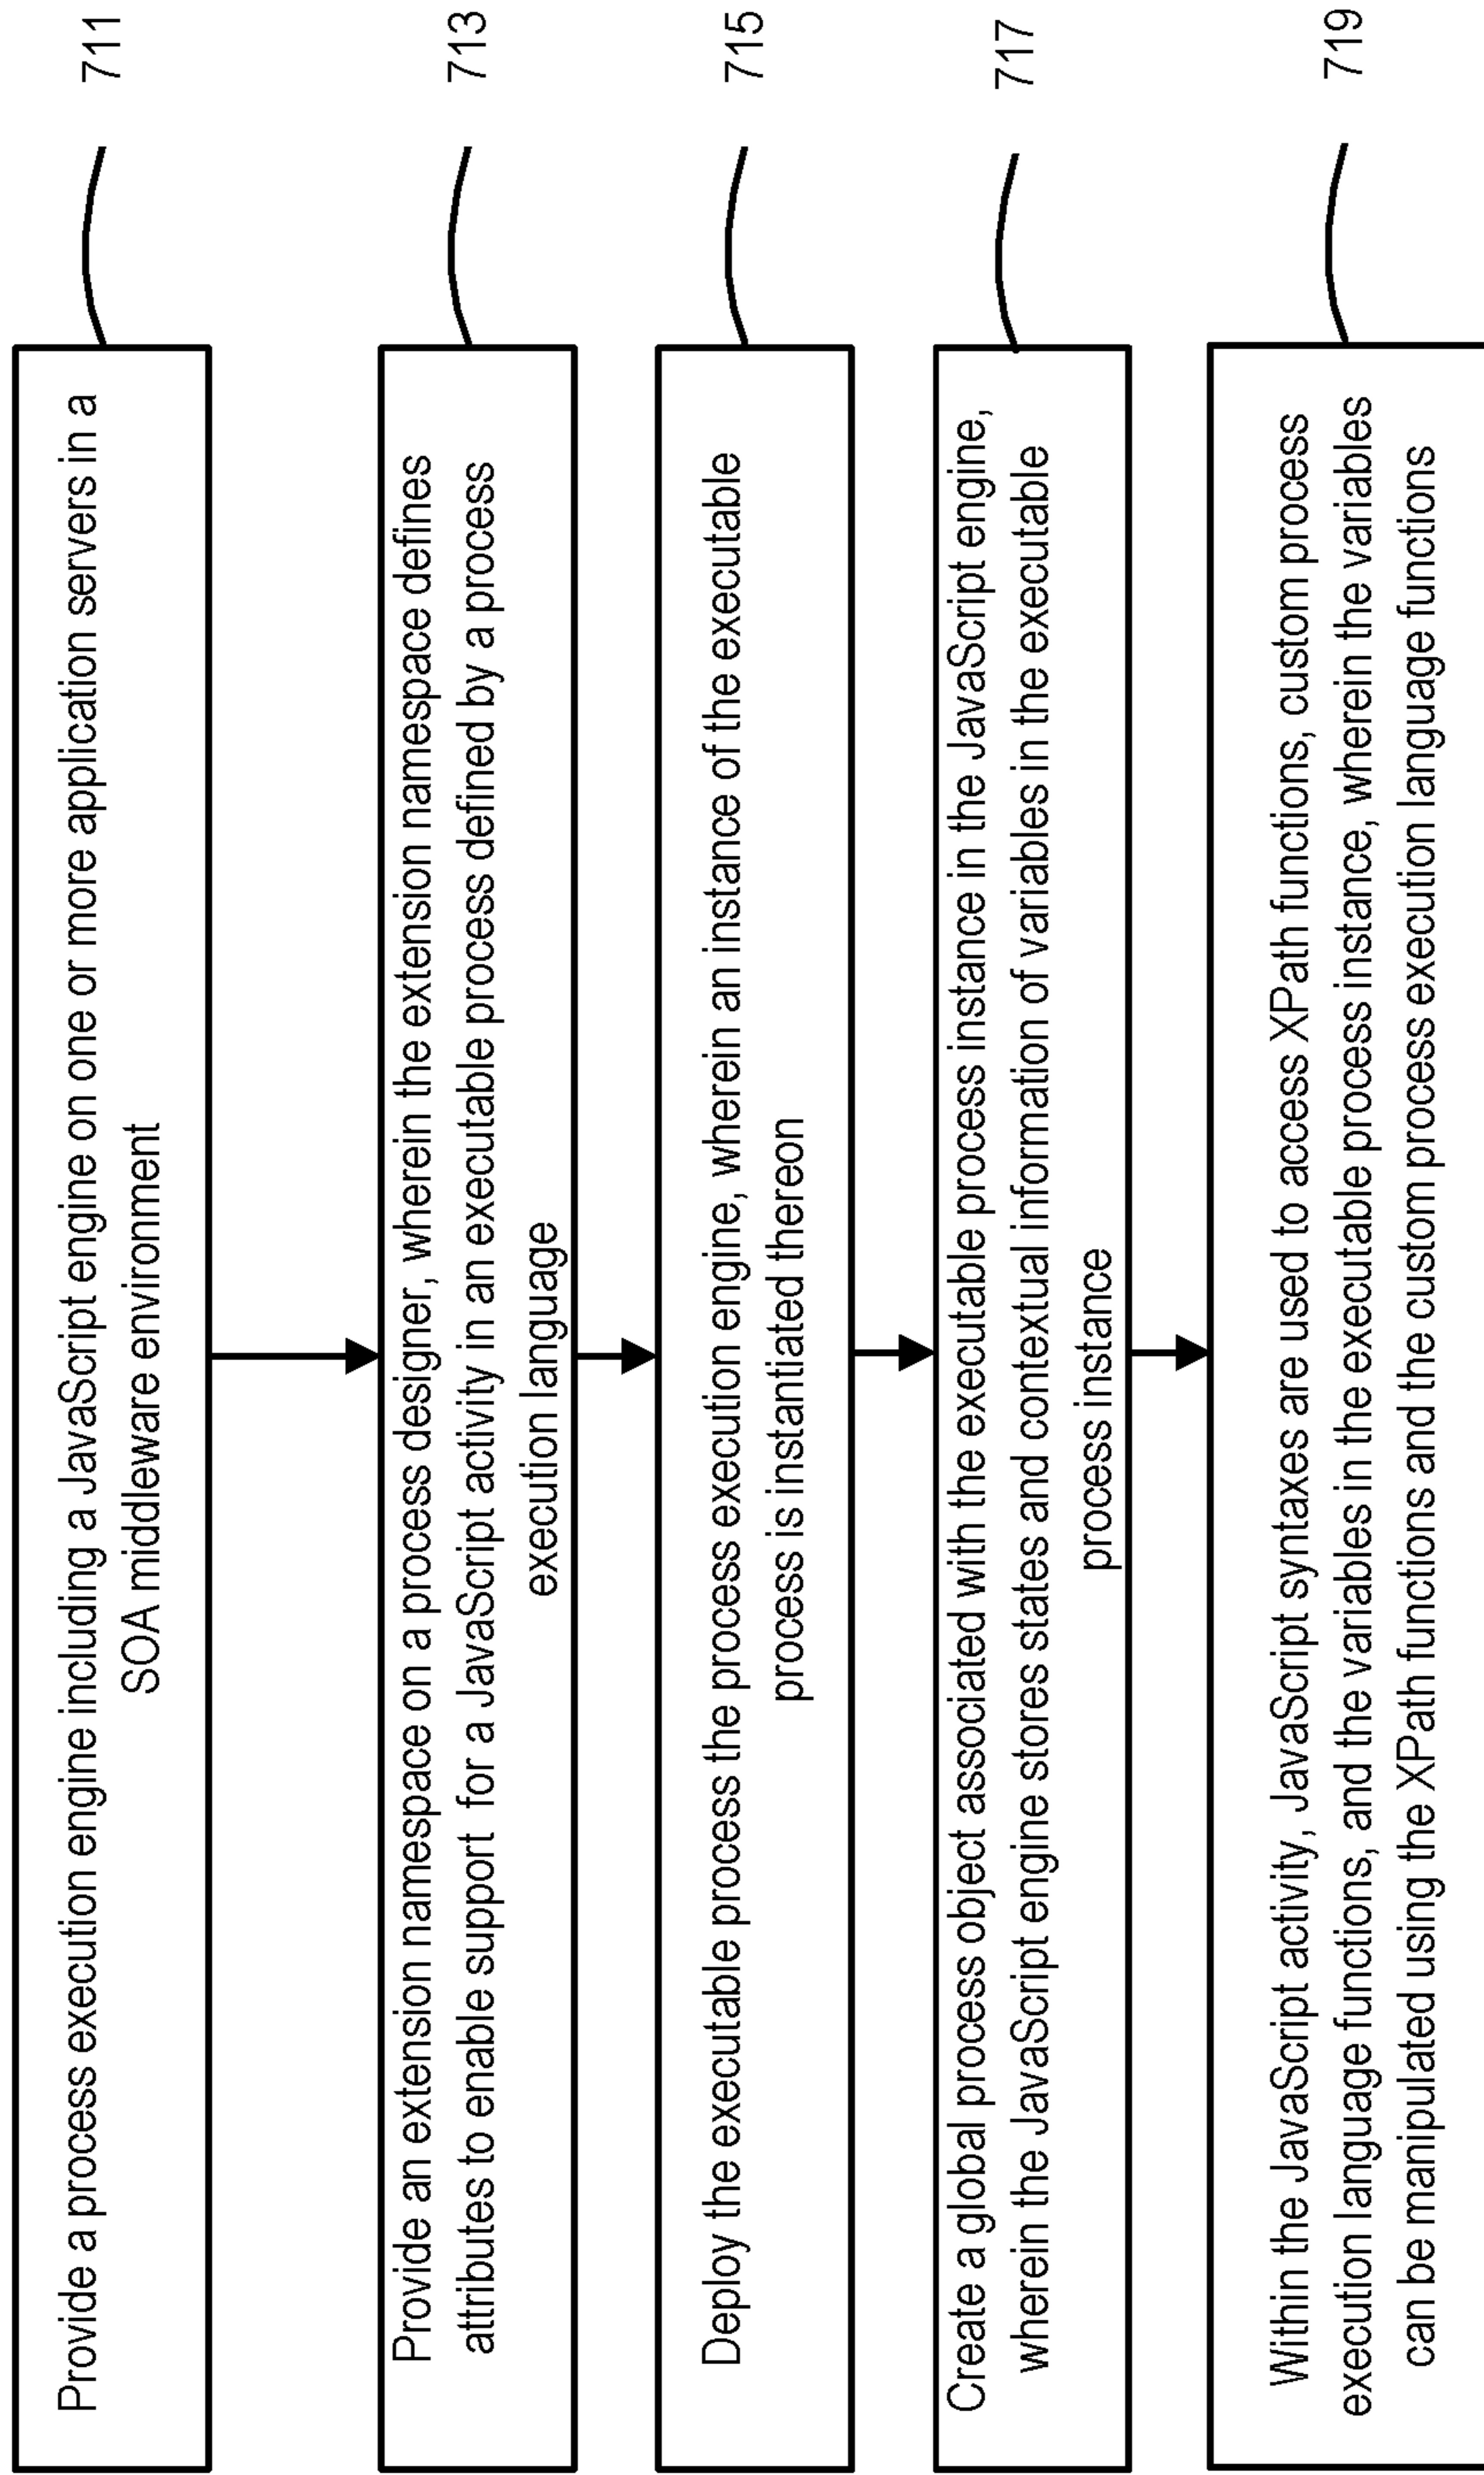 Provide a process execution engine including a JavaScript engine on one or more application servers in a
SOA middleware environment
711
Provide an extension namespace on a process designer, wherein the extension namespace defines
attributes to enable support for a JavaScript activity in an executable process defined by a process
execution language
713
Deploy the executable process the process execution engine, wherein an instance of the executable
process is instantiated thereon
715
Create a global process object associated with the executable process instance in the JavaScript engine,
wherein the JavaScript engine stores states and contextual information of variables in the executable
process instance
717
Within the JavaScript activity, JavaScript syntaxes are used to access XPath functions, custom process
execution language functions, and the variables in the executable process instance, wherein the variables
can be manipulated using the XPath functions and the custom process execution language functions
719